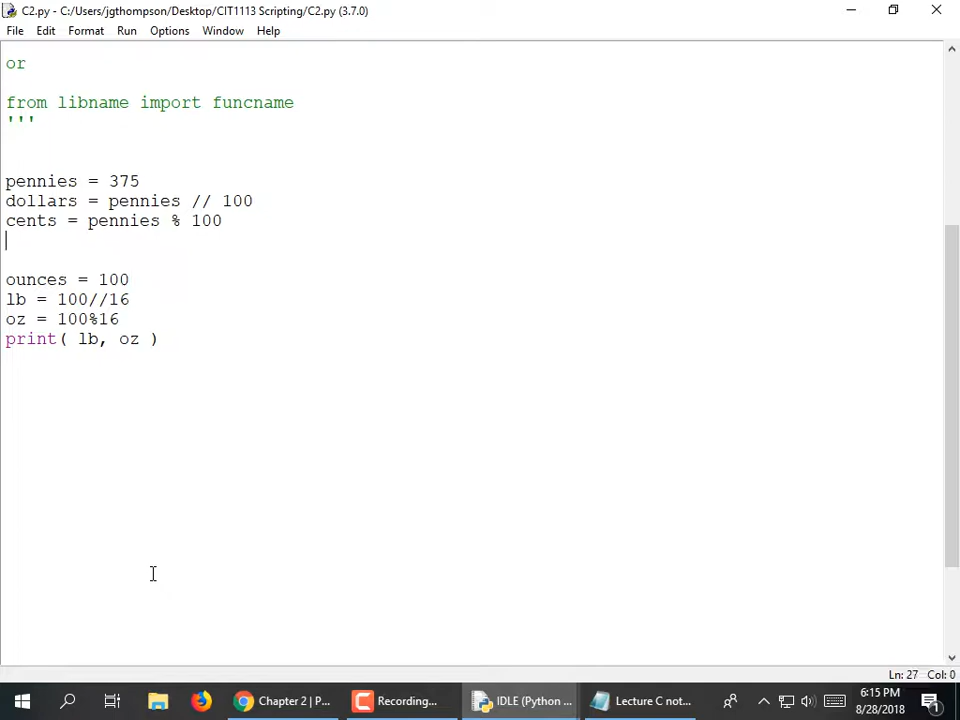 C2.py - C:/Users/jgthompson/Desktop/CIT1113 Scripting/C2.py (3.7.0)
File Edit Format Run Options Window Help
or
from libname import funcname
'''
pennies = 375
dollars = pennies // 100
cents = pennies % 100
ounces = 100
lb = 100//16
oz = 100%16
print( lb, oz )
Ln: 27 Col: 0
Chapter 2 | P... Recording... IDLE (Python ... Lecture C not...
6:15 PM
8/28/2018
1